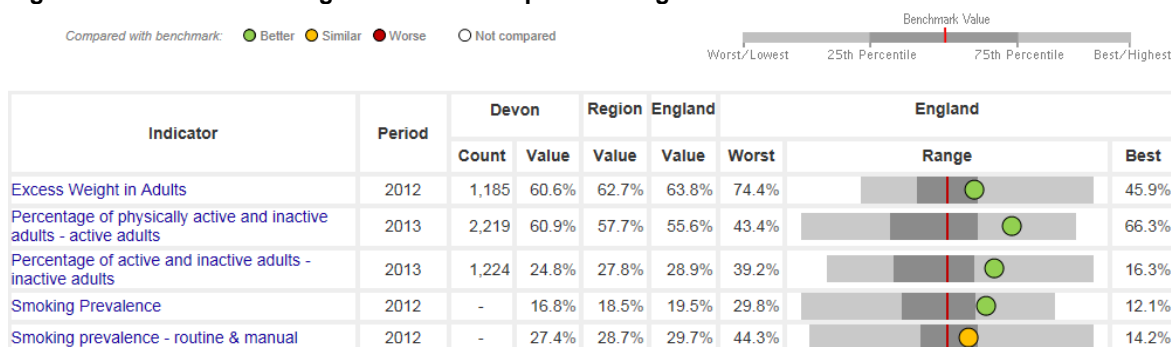 Compared with benchmark: Better Similar Worse Not compared
Benchmark Value
Worst/Lowest 25th Percentile 75th Percentile Best/Highest
Indicator Period Devon Region England England
Count Value Value Value Worst Range Best
Excess Weight in Adults 2012 1,185 60.6% 62.7% 63.8% 74.4% 45.9%
Percentage of physically active and inactive
adults - active adults 2013 2,219 60.9% 57.7% 55.6% 43.4% 66.3%
Percentage of active and inactive adults -
inactive adults 2013 1,224 24.8% 27.8% 28.9% 39.2% 16.3%
Smoking Prevalence 2012 - 16.8% 18.5% 19.5% 29.8% 12.1%
Smoking prevalence - routine & manual 2012 - 27.4% 28.7% 29.7% 44.3% 14.2%